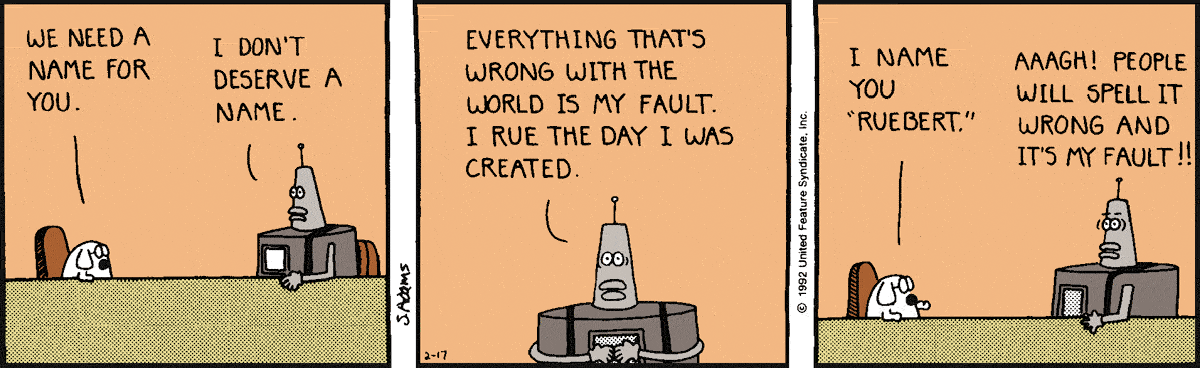 WE NEED A
NAME FOR
YOU.
I DON'T
DESERVE A
NAME.
S.Adams
EVERYTHING THAT'S
WRONG WITH THE
WORLD IS MY FAULT.
I RUE THE DAY I WAS
CREATED.
2-17
© 1992 United Feature Syndicate, Inc.
I NAME
YOU
"RUEBERT."
AAAGH! PEOPLE
WILL SPELL IT
WRONG AND
IT'S MY FAULT!!